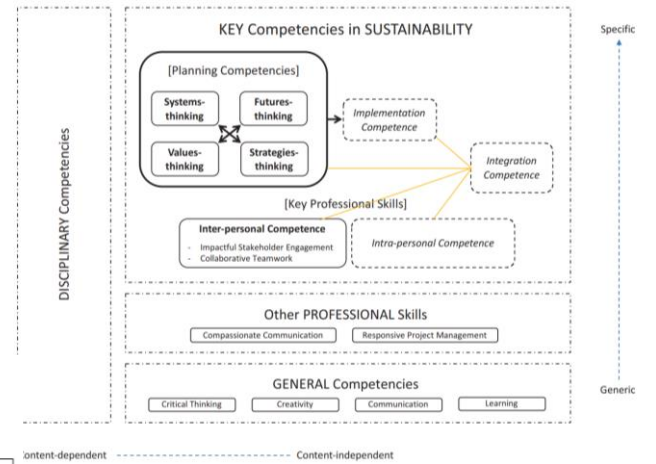 KEY Competencies in SUSTAINABILITY
Specific
[Planning Competencies]
Systems-
thinking
Futures-
thinking
Values-
thinking
Strategies-
thinking
Implementation
Competence
Integration
Competence
[Key Professional Skills]
Inter-personal Competence
- Impactful Stakeholder Engagement
- Collaborative Teamwork
Intra-personal Competence
DISCIPLINARY Competencies
Other PROFESSIONAL Skills
Compassionate Communication
Responsive Project Management
GENERAL Competencies
Critical Thinking
Creativity
Communication
Learning
Generic
ontent-dependent
Content-independent